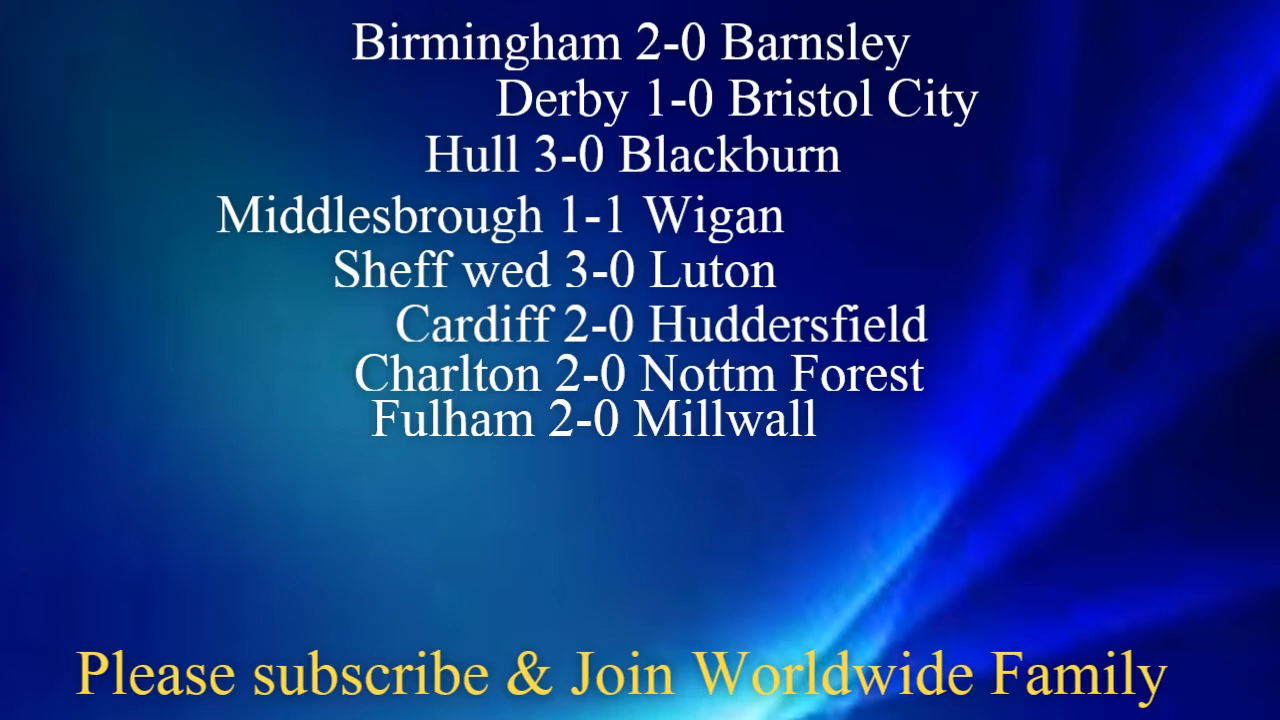 Birmingham 2-0 Barnsley
Derby 1-0 Bristol City
Hull 3-0 Blackburn
Middlesbrough 1-1 Wigan
Sheff wed 3-0 Luton
Cardiff 2-0 Huddersfield
Charlton 2-0 Nottm Forest
Fulham 2-0 Millwall
Please subscribe & Join Worldwide Family